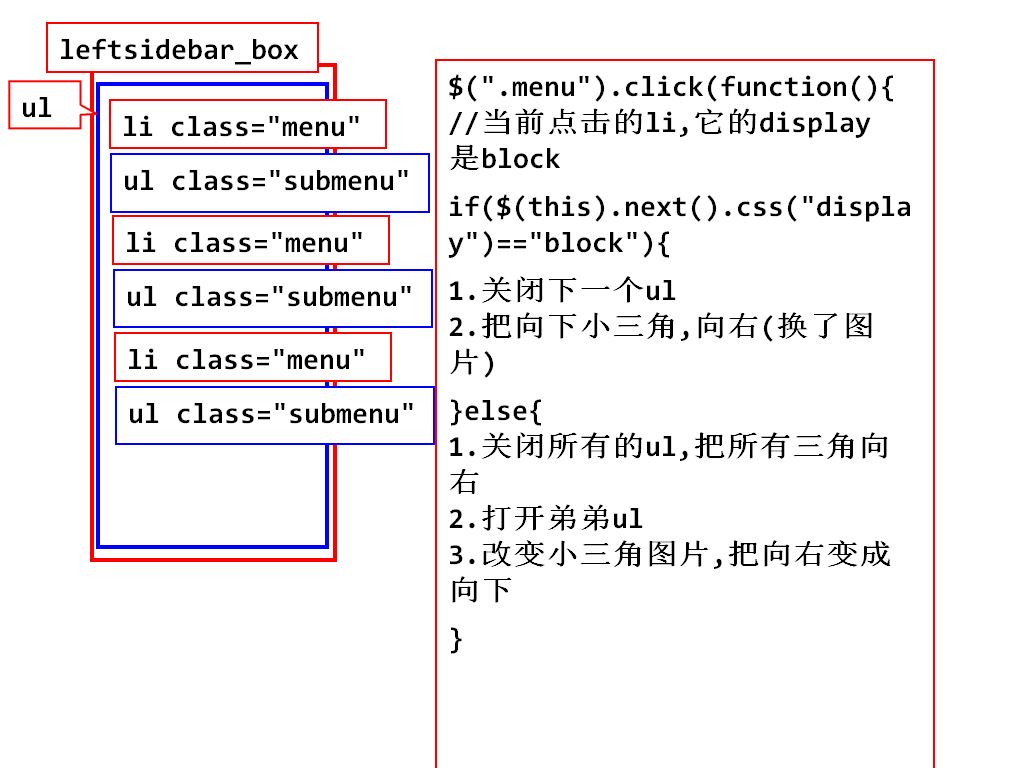 leftsidebar_box
ul
li class="menu"
ul class="submenu"
li class="menu"
ul class="submenu"
li class="menu"
ul class="submenu"
$(".menu").click(function(){
//当前点击的li,它的display
是block
if($(this).next().css("displa
y")=="block"){
1.关闭下一个ul
2.把向下小三角,向右(换了图
片)
}else{
1.关闭所有的ul,把所有三角向
右
2.打开弟弟ul
3.改变小三角图片,把向右变成
向下
}